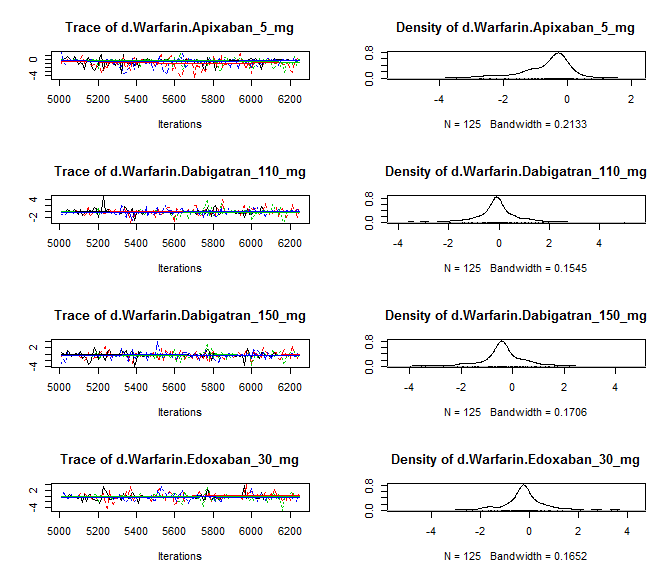 Trace of d.Warfarin.Apixaban_5_mg
-4 0
5000 5200 5400 5600 5800 6000 6200
Iterations
Density of d.Warfarin.Apixaban_5_mg
0.0 0.8
-4 -2 0 2
N = 125 Bandwidth = 0.2133
Trace of d.Warfarin.Dabigatran_110_mg
-2 4
5000 5200 5400 5600 5800 6000 6200
Iterations
Density of d.Warfarin.Dabigatran_110_mg
0.0 0.8
-4 -2 0 2 4
N = 125 Bandwidth = 0.1545
Trace of d.Warfarin.Dabigatran_150_mg
-4 2
5000 5200 5400 5600 5800 6000 6200
Iterations
Density of d.Warfarin.Dabigatran_150_mg
0.0 0.8
-4 -2 0 2 4
N = 125 Bandwidth = 0.1706
Trace of d.Warfarin.Edoxaban_30_mg
-4 2
5000 5200 5400 5600 5800 6000 6200
Iterations
Density of d.Warfarin.Edoxaban_30_mg
0.0 0.8
-4 -2 0 2 4
N = 125 Bandwidth = 0.1652